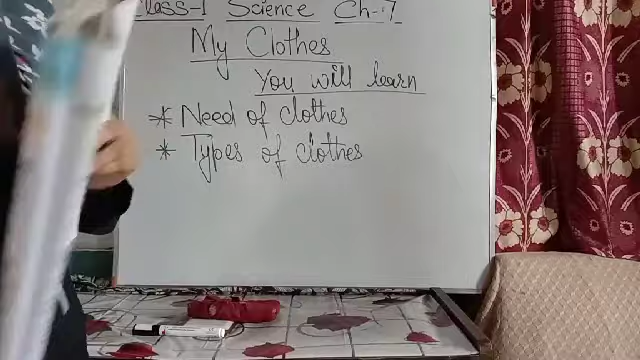 Class-1 Science Ch-7
My Clothes
You will learn
* Need of clothes
* Types of clothes